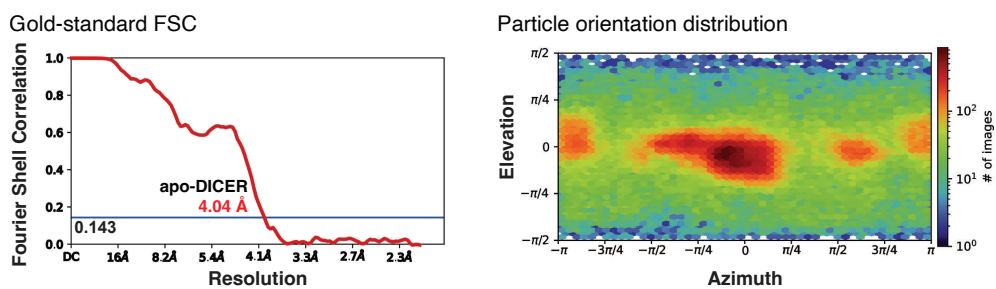 Gold-standard FSC
Fourier Shell Correlation
1.0
0.8
0.6
0.4
0.2
0.0
apo-DICER
4.04 Å
0.143
DC 16Å 8.2Å 5.4Å 4.1Å 3.3Å 2.7Å 2.3Å
Resolution
Particle orientation distribution
Elevation
π/2
π/4
0
−π/4
−π/2
−π −3π/4 −π/2 −π/4 0 π/4 π/2 3π/4 π
Azimuth
10²
10¹
10⁰
# of images